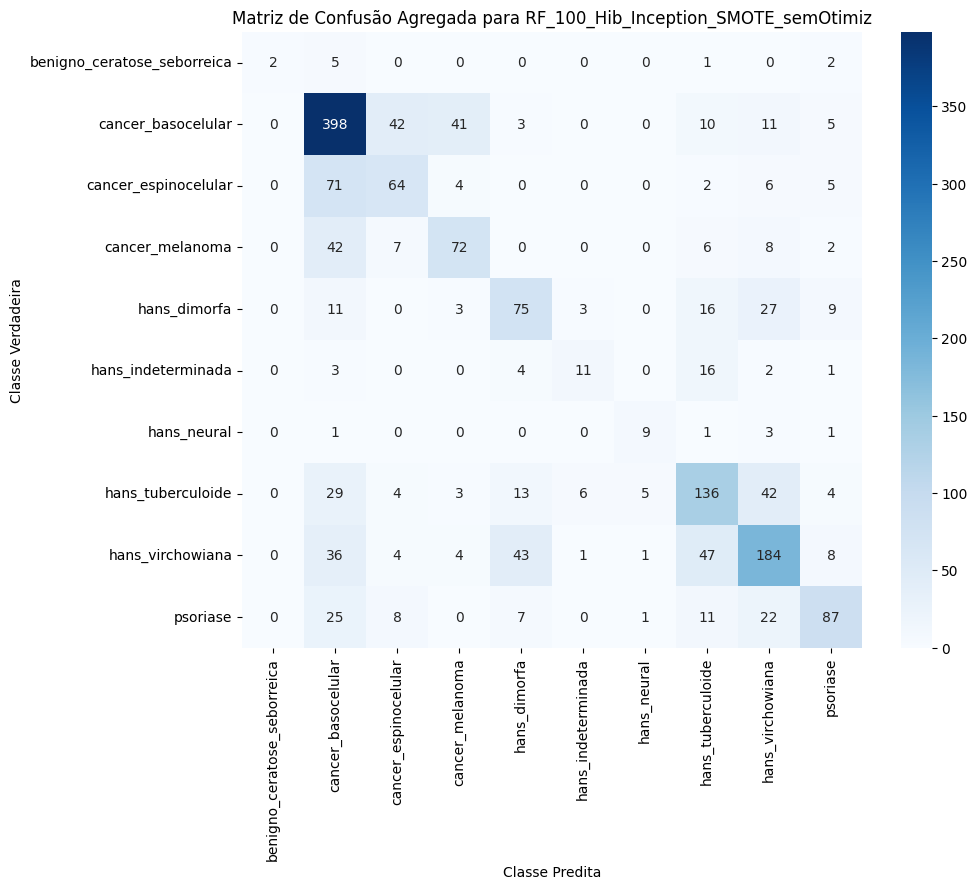 Matriz de Confusão Agregada para RF_100_Hib_Inception_SMOTE_semOtimiz
benigno_ceratose_seborreica 2 5 0 0 0 0 0 1 0 2
cancer_basocelular 0 398 42 41 3 0 0 10 11 5
cancer_espinocelular 0 71 64 4 0 0 0 2 6 5
cancer_melanoma 0 42 7 72 0 0 0 6 8 2
hans_dimorfa 0 11 0 3 75 3 0 16 27 9
hans_indeterminada 0 3 0 0 4 11 0 16 2 1
hans_neural 0 1 0 0 0 0 9 1 3 1
hans_tuberculoide 0 29 4 3 13 6 5 136 42 4
hans_virchowiana 0 36 4 4 43 1 1 47 184 8
psoriase 0 25 8 0 7 0 1 11 22 87
Classe Verdadeira
benigno_ceratose_seborreica
cancer_basocelular
cancer_espinocelular
cancer_melanoma
hans_dimorfa
hans_indeterminada
hans_neural
hans_tuberculoide
hans_virchowiana
psoriase
Classe Predita
350
300
250
200
150
100
50
0